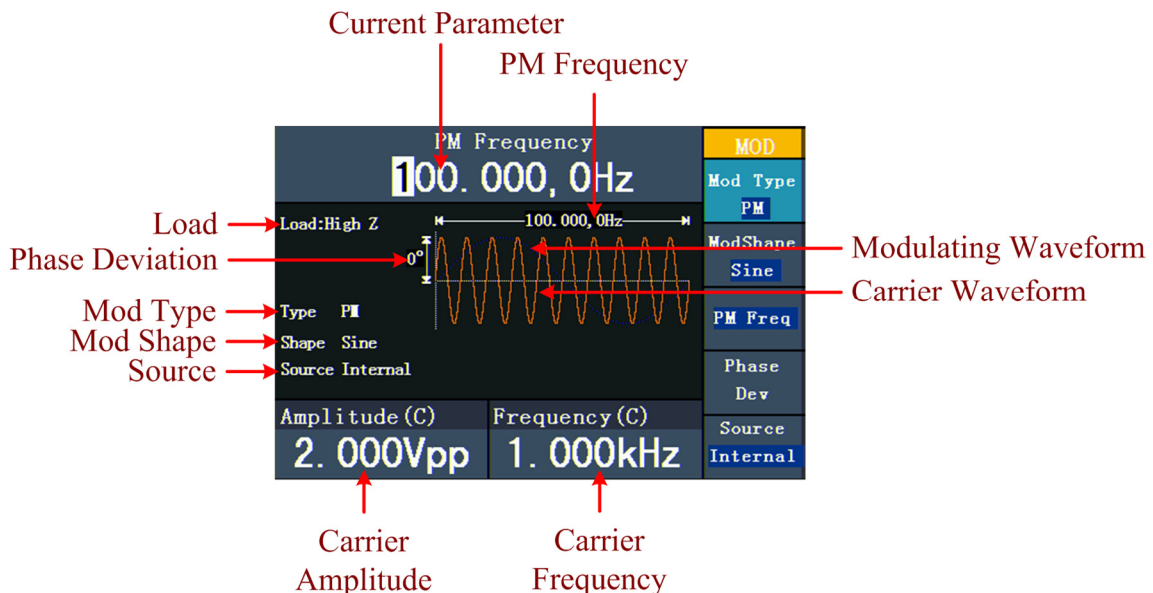 Current Parameter
PM Frequency
PM Frequency
100.000,0Hz
MOD
Mod Type
PM
ModShape
Sine
PM Freq
Phase
Dev
Source
Internal
Load
Load:High Z
100.000,0Hz
Phase Deviation
0°
Modulating Waveform
Carrier Waveform
Mod Type
Type PM
Mod Shape
Shape Sine
Source
Source Internal
Amplitude(C)
2.000Vpp
Frequency(C)
1.000kHz
Carrier
Amplitude
Carrier
Frequency